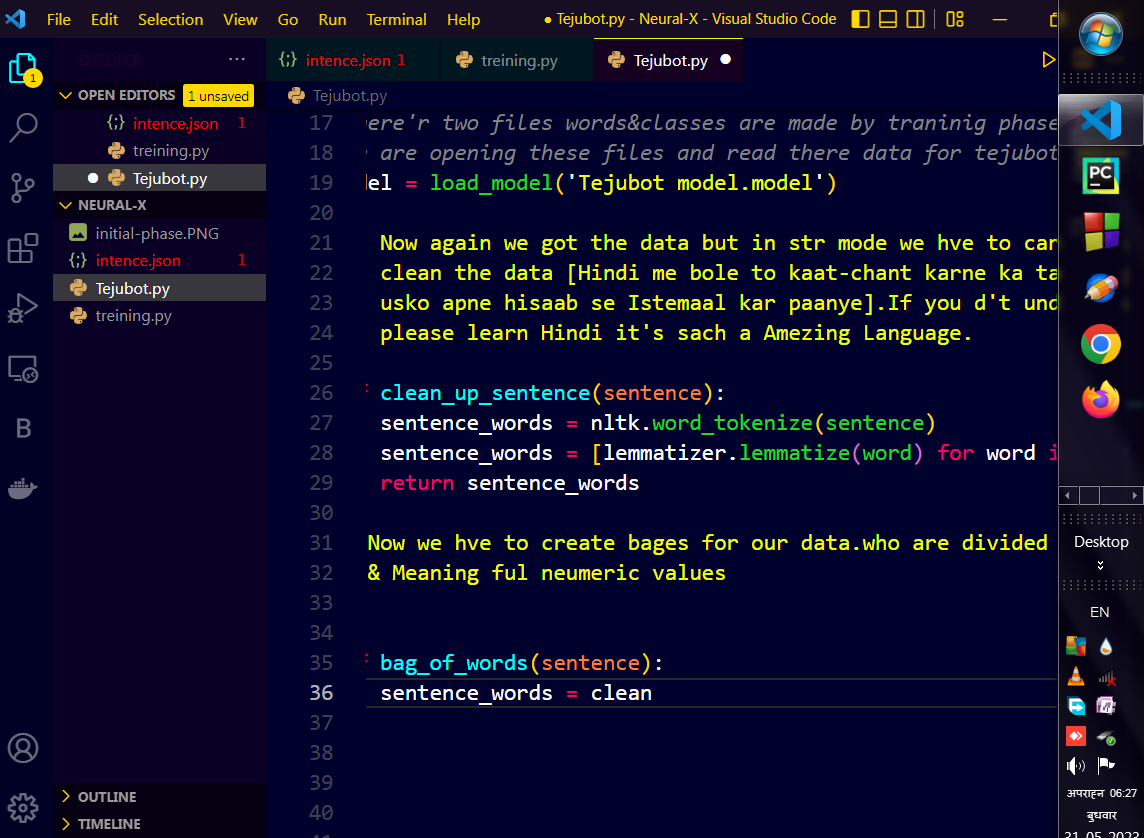 File Edit Selection View Go Run Terminal Help
● Tejubot.py - Neural-X - Visual Studio Code
EXPLORER
intence.json 1
treining.py
Tejubot.py
OPEN EDITORS 1 unsaved
intence.json 1
treining.py
Tejubot.py
NEURAL-X
initial-phase.PNG
intence.json 1
Tejubot.py
treining.py
OUTLINE
TIMELINE
Tejubot.py
17 ere'r two files words&classes are made by traninig phase
18 are opening these files and read there data for tejubot
19 del = load_model('Tejubot model.model')
20
21 Now again we got the data but in str mode we hve to car
22 clean the data [Hindi me bole to kaat-chant karne ka ta
23 usko apne hisaab se Istemaal kar paanye].If you d't und
24 please learn Hindi it's sach a Amezing Language.
25
26 clean_up_sentence(sentence):
27 sentence_words = nltk.word_tokenize(sentence)
28 sentence_words = [lemmatizer.lemmatize(word) for word i
29 return sentence_words
30
31 Now we hve to create bages for our data.who are divided
32 & Meaning ful neumeric values
33
34
35 bag_of_words(sentence):
36 sentence_words = clean
37
38
39
40
1
B
PC
Desktop
EN
अपराह्न 06:27
बुधवार
31-05-2023